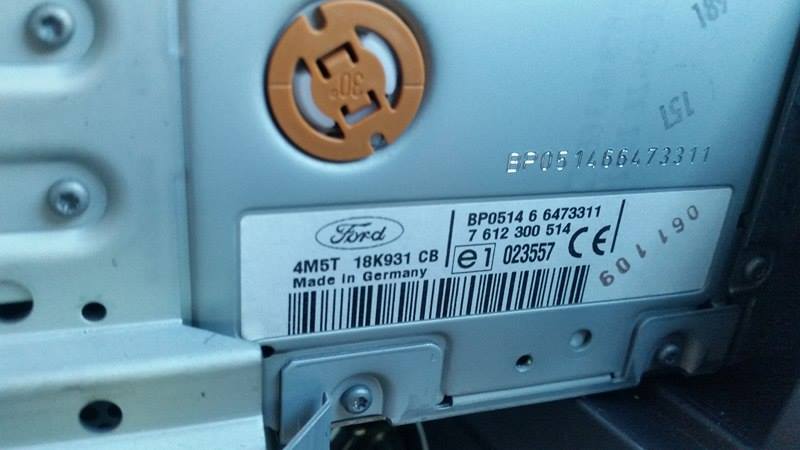 30°
151
BP051466473311
Ford
4M5T 18K931 CB
Made in Germany
BP0514 6 6473311
7 612 300 514
e1 023557 CE
061109